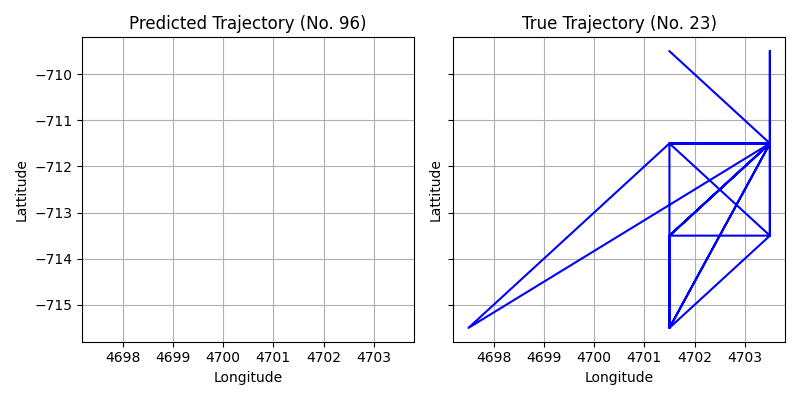 Predicted Trajectory (No. 96)
−710
−711
−712
−713
−714
−715
Lattitude
4698 4699 4700 4701 4702 4703
Longitude
True Trajectory (No. 23)
Lattitude
4698 4699 4700 4701 4702 4703
Longitude